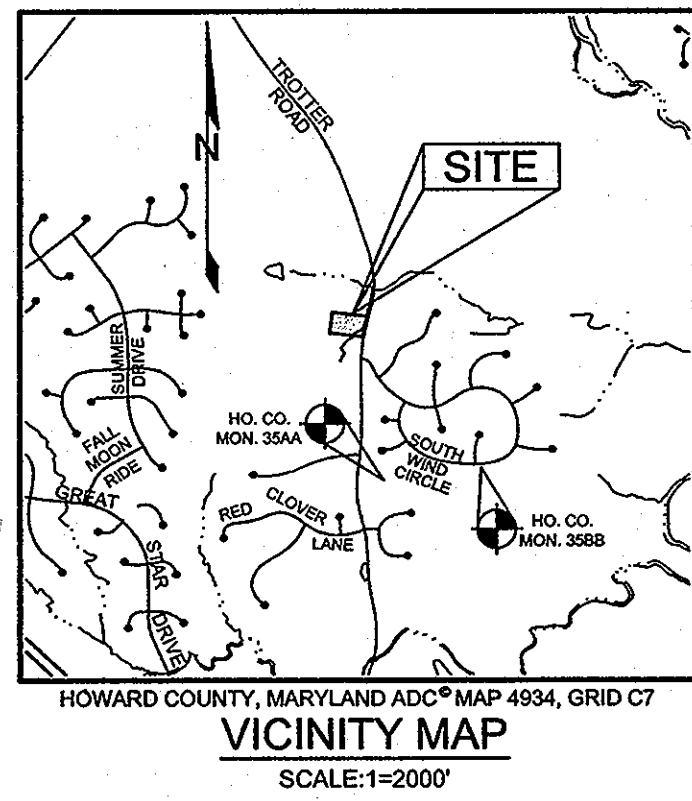 TROTTER
ROAD
N
SITE
SUMMER
DRIVE
FALL
MOON
RIDE
GREAT
STAR
DRIVE
HO. CO.
MON. 35AA
SOUTH
WIND
CIRCLE
RED CLOVER
LANE
HO. CO.
MON. 35BB
HOWARD COUNTY, MARYLAND ADC© MAP 4934, GRID C7
VICINITY MAP
SCALE:1=2000'